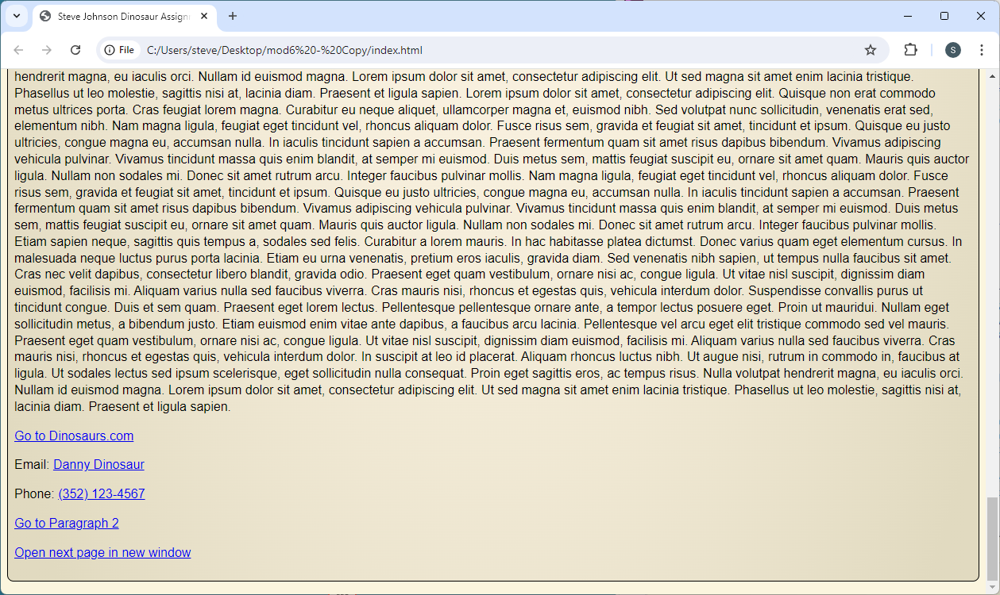 Steve Johnson Dinosaur Assign
File
C:/Users/steve/Desktop/mod6%20-%20Copy/index.html
S
hendrerit magna, eu iaculis orci. Nullam id euismod magna. Lorem ipsum dolor sit amet, consectetur adipiscing elit. Ut sed magna sit amet enim lacinia tristique.
Phasellus ut leo molestie, sagittis nisi at, lacinia diam. Praesent et ligula sapien. Lorem ipsum dolor sit amet, consectetur adipiscing elit. Quisque non erat commodo
metus ultrices porta. Cras feugiat lorem magna. Curabitur eu neque aliquet, ullamcorper magna et, euismod nibh. Sed volutpat nunc sollicitudin, venenatis erat sed,
elementum nibh. Nam magna ligula, feugiat eget tincidunt vel, rhoncus aliquam dolor. Fusce risus sem, gravida et feugiat sit amet, tincidunt et ipsum. Quisque eu justo
ultricies, congue magna eu, accumsan nulla. In iaculis tincidunt sapien a accumsan. Praesent fermentum quam sit amet risus dapibus bibendum. Vivamus adipiscing
vehicula pulvinar. Vivamus tincidunt massa quis enim blandit, at semper mi euismod. Duis metus sem, mattis feugiat suscipit eu, ornare sit amet quam. Mauris quis auctor
ligula. Nullam non sodales mi. Donec sit amet rutrum arcu. Integer faucibus pulvinar mollis. Nam magna ligula, feugiat eget tincidunt vel, rhoncus aliquam dolor. Fusce
risus sem, gravida et feugiat sit amet, tincidunt et ipsum. Quisque eu justo ultricies, congue magna eu, accumsan nulla. In iaculis tincidunt sapien a accumsan. Praesent
fermentum quam sit amet risus dapibus bibendum. Vivamus adipiscing vehicula pulvinar. Vivamus tincidunt massa quis enim blandit, at semper mi euismod. Duis metus
sem, mattis feugiat suscipit eu, ornare sit amet quam. Mauris quis auctor ligula. Nullam non sodales mi. Donec sit amet rutrum arcu. Integer faucibus pulvinar mollis.
Etiam sapien neque, sagittis quis tempus a, sodales sed felis. Curabitur a lorem mauris. In hac habitasse platea dictumst. Donec varius quam eget elementum cursus. In
malesuada neque luctus purus porta lacinia. Etiam eu urna venenatis, pretium eros iaculis, gravida diam. Sed venenatis nibh sapien, ut tempus nulla faucibus sit amet.
Cras nec velit dapibus, consectetur libero blandit, gravida odio. Praesent eget quam vestibulum, ornare nisi ac, congue ligula. Ut vitae nisl suscipit, dignissim diam
euismod, facilisis mi. Aliquam varius nulla sed faucibus viverra. Cras mauris nisi, rhoncus et egestas quis, vehicula interdum dolor. Suspendisse convallis purus ut
tincidunt congue. Duis et sem quam. Praesent eget lorem lectus. Pellentesque pellentesque ornare ante, a tempor lectus posuere eget. Proin ut mauridui. Nullam eget
sollicitudin metus, a bibendum justo. Etiam euismod enim vitae ante dapibus, a faucibus arcu lacinia. Pellentesque vel arcu eget elit tristique commodo sed vel mauris.
Praesent eget quam vestibulum, ornare nisi ac, congue ligula. Ut vitae nisl suscipit, dignissim diam euismod, facilisis mi. Aliquam varius nulla sed faucibus viverra. Cras
mauris nisi, rhoncus et egestas quis, vehicula interdum dolor. In suscipit at leo id placerat. Aliquam rhoncus luctus nibh. Ut augue nisi, rutrum in commodo in, faucibus at
ligula. Ut sodales lectus sed ipsum scelerisque, eget sollicitudin nulla consequat. Proin eget sagittis eros, ac tempus risus. Nulla volutpat hendrerit magna, eu iaculis orci.
Nullam id euismod magna. Lorem ipsum dolor sit amet, consectetur adipiscing elit. Ut sed magna sit amet enim lacinia tristique. Phasellus ut leo molestie, sagittis nisi at,
lacinia diam. Praesent et ligula sapien.
Go to Dinosaurs.com
Email: Danny Dinosaur
Phone: (352) 123-4567
Go to Paragraph 2
Open next page in new window